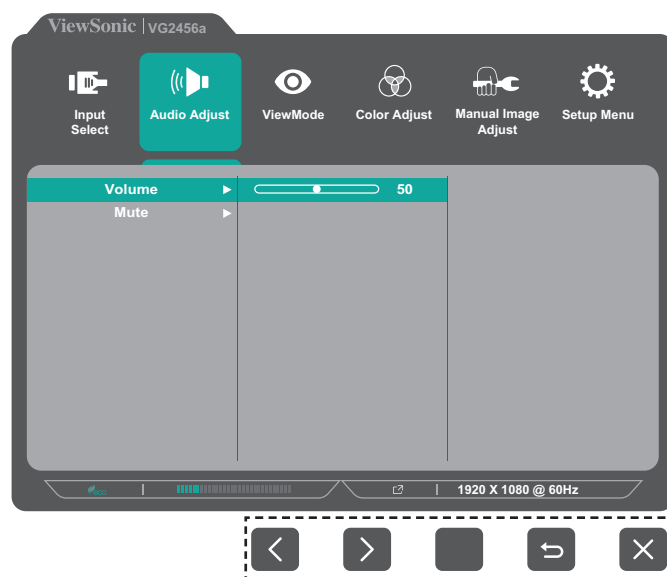 ViewSonic | VG2456a
Input Select
Audio Adjust
ViewMode
Color Adjust
Manual Image Adjust
Setup Menu
Volume
50
Mute
ecc
1920 X 1080 @ 60Hz